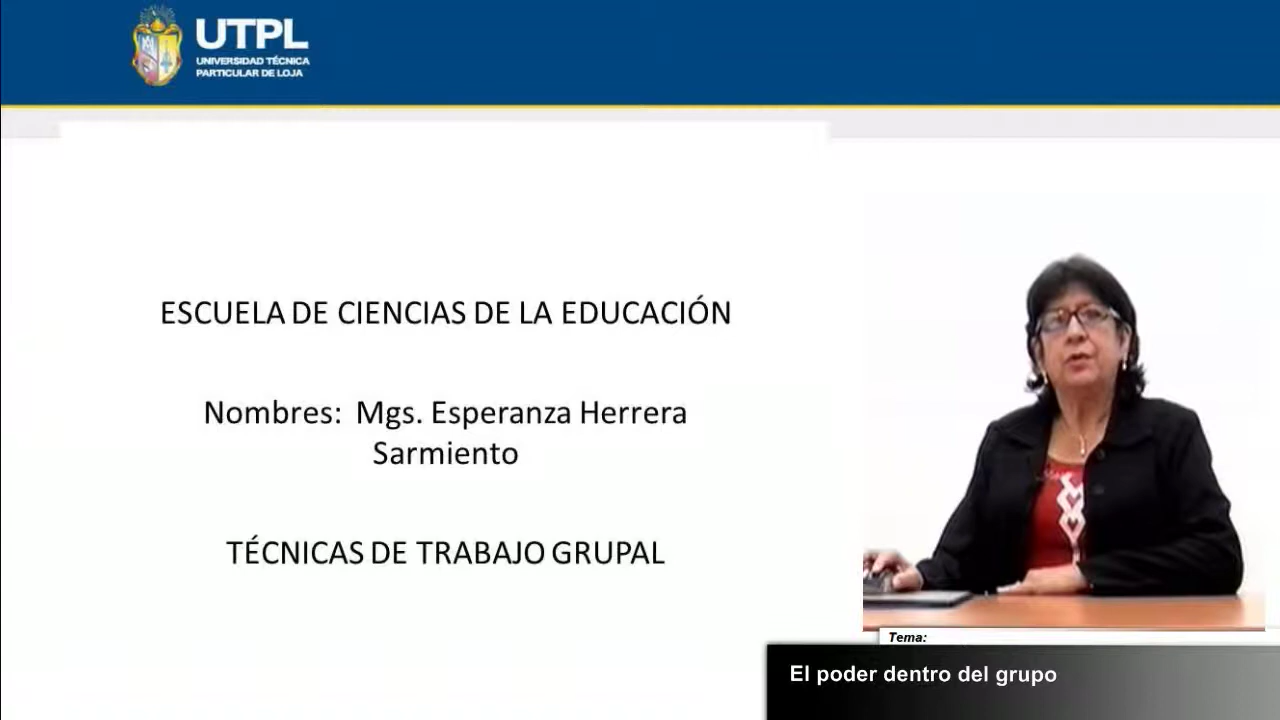 UTPL
UNIVERSIDAD TÉCNICA
PARTICULAR DE LOJA
ESCUELA DE CIENCIAS DE LA EDUCACIÓN
Nombres: Mgs. Esperanza Herrera
Sarmiento
TÉCNICAS DE TRABAJO GRUPAL
Tema:
El poder dentro del grupo